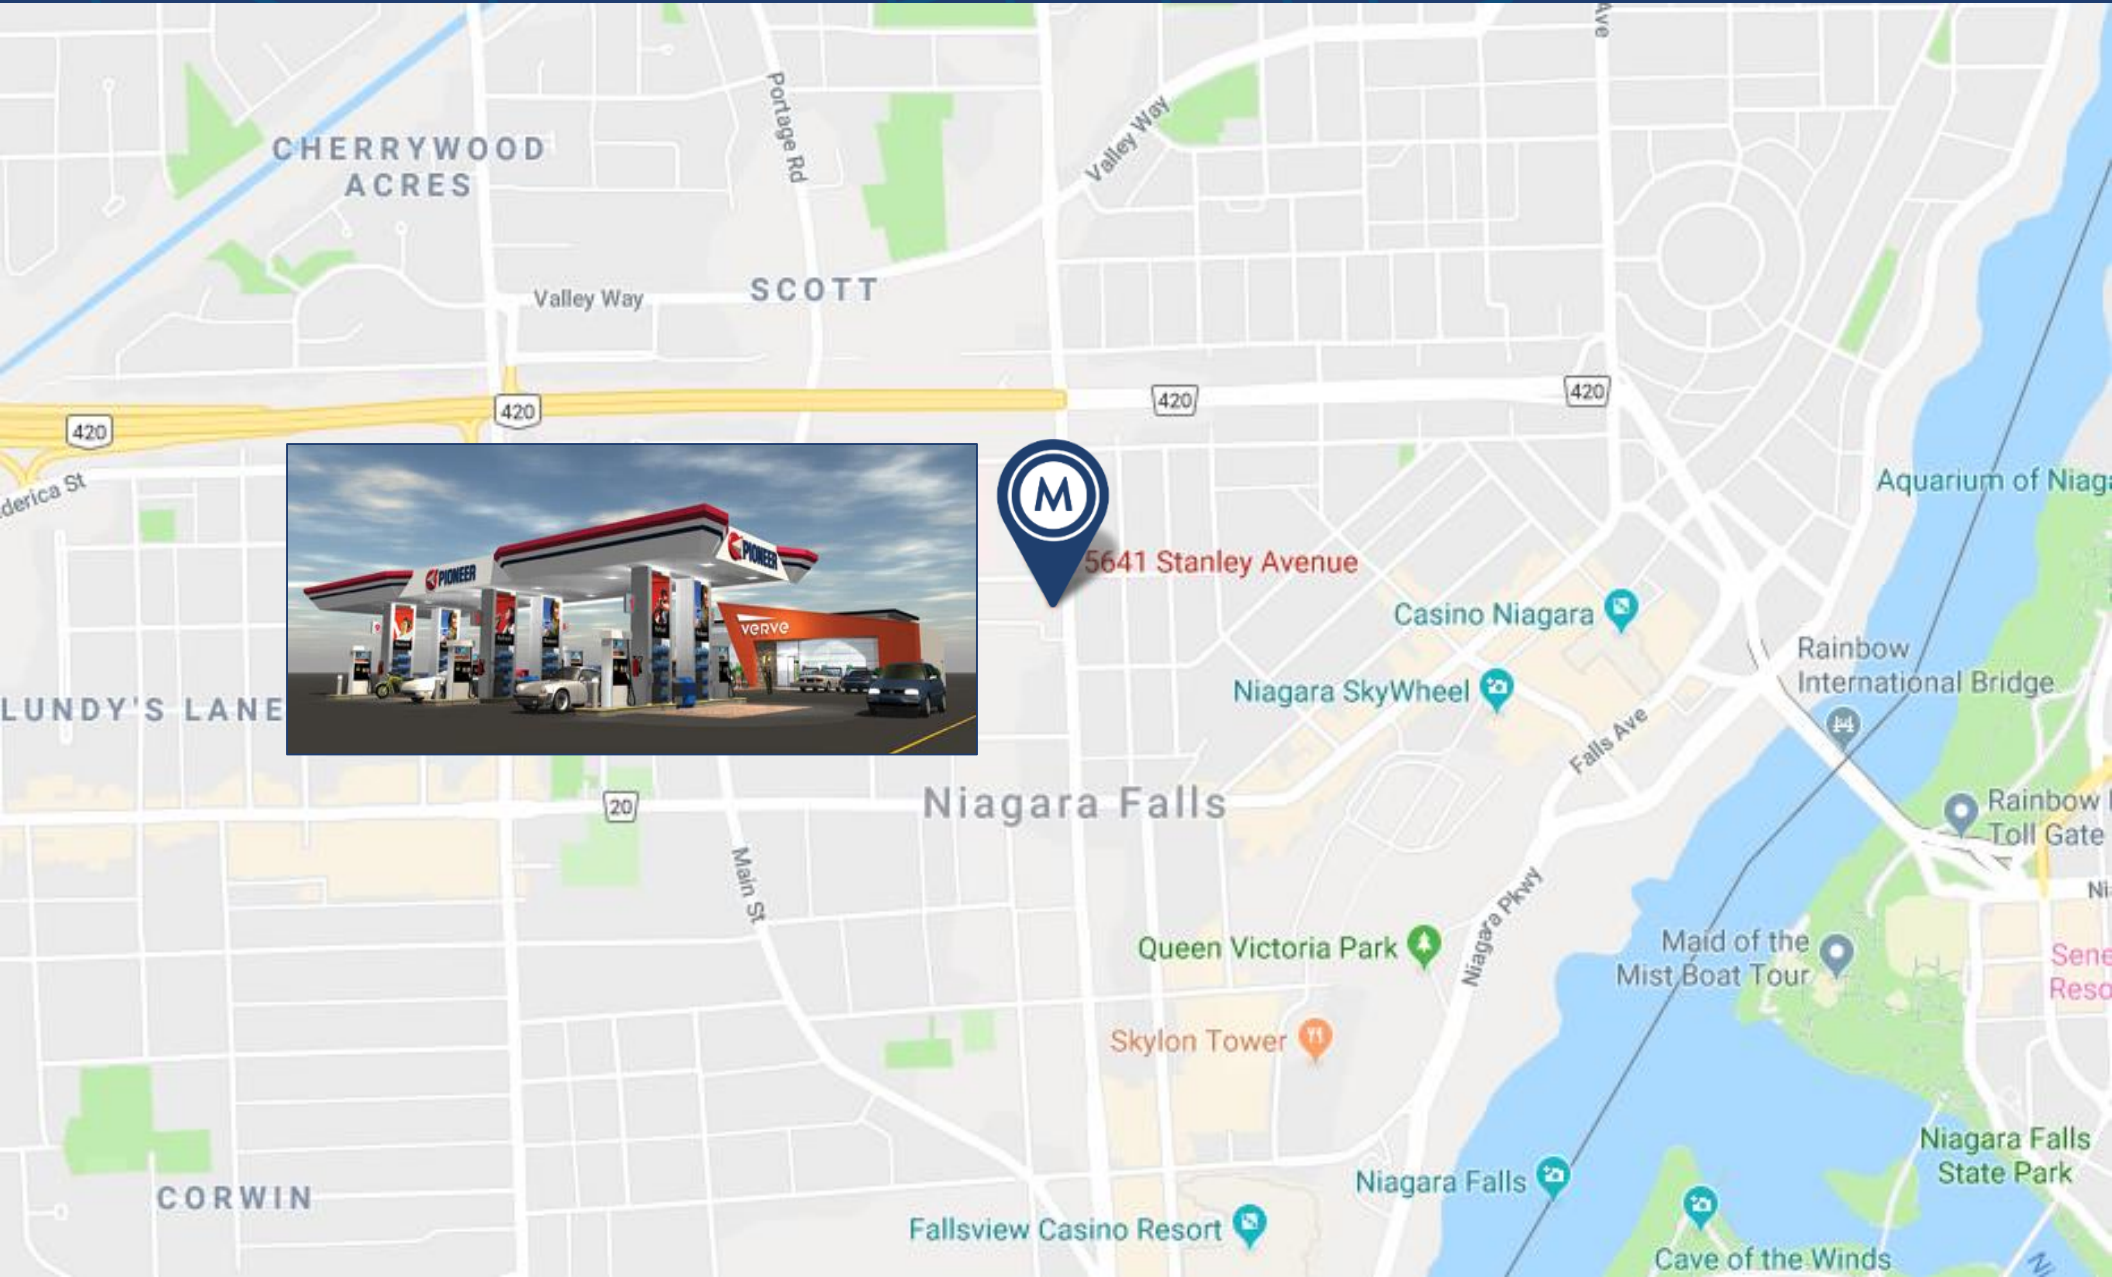 Ave
Portage Rd
Valley Way
CHERRYWOOD
ACRES
Valley Way
SCOTT
420
420
420
420
derica St
Aquarium of Niaga
M
5641 Stanley Avenue
PIONEER
PIONEER
verve
Casino Niagara
Rainbow
International Bridge
Niagara SkyWheel
LUNDY'S LANE
Falls Ave
20
Niagara Falls
Rainbow
Toll Gate
Main St
Ni
Niagara Pkwy
Queen Victoria Park
Maid of the
Mist Boat Tour
Sene
Reso
Skylon Tower
Niagara Falls
State Park
Niagara Falls
CORWIN
Fallsview Casino Resort
Cave of the Winds